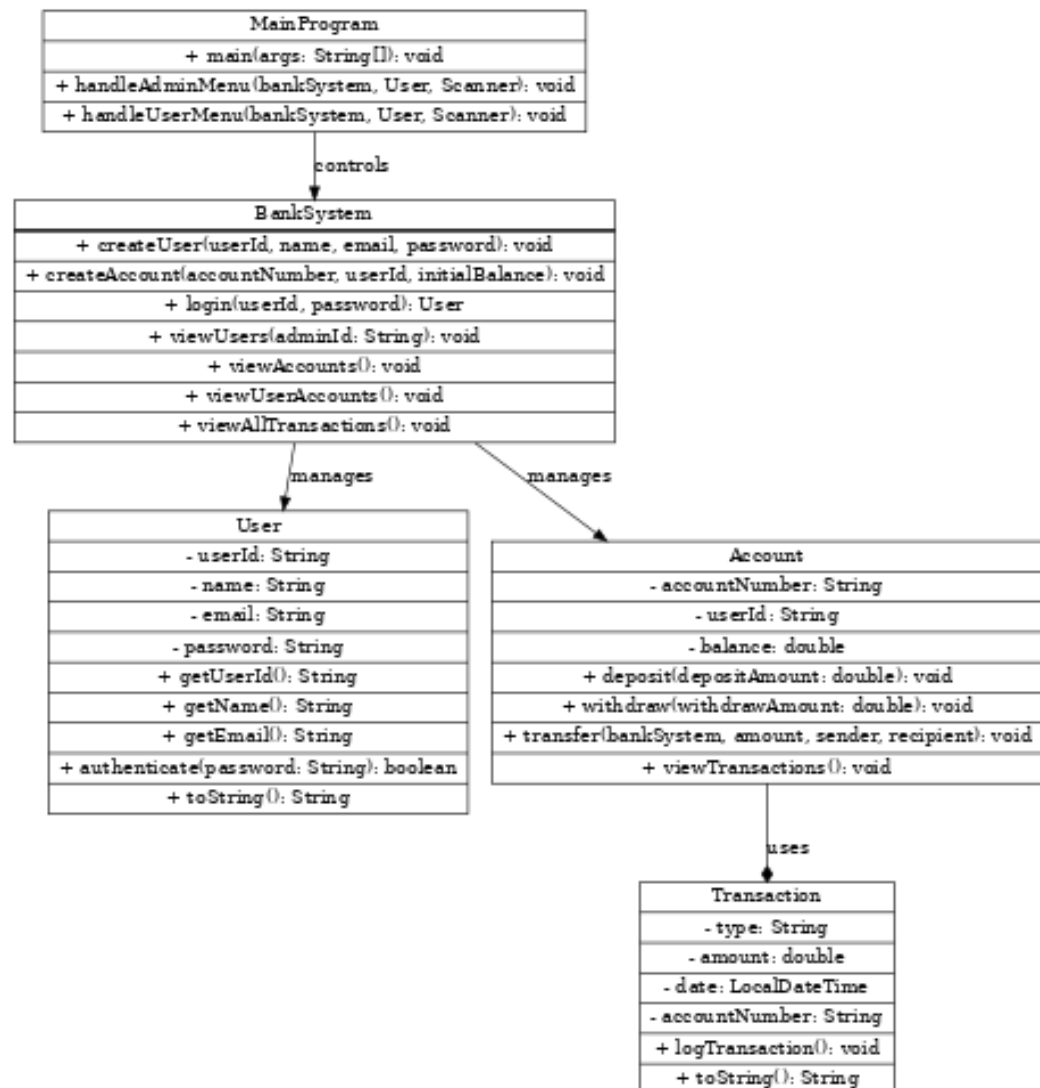 MainProgram
+ main(args: String[]): void
+ handleAdminMenu(bankSystem, User, Scanner): void
+ handleUserMenu(bankSystem, User, Scanner): void
controls
BankSystem
+ createUser(userId, name, email, password): void
+ createAccount(accountNumber, userId, initialBalance): void
+ login(userId, password): User
+ viewUsers(adminId: String): void
+ viewAccounts(): void
+ viewUserAccounts(): void
+ viewAllTransactions(): void
manages
manages
User
- userId: String
- name: String
- email: String
- password: String
+ getUserId(): String
+ getName(): String
+ getEmail(): String
+ authenticate(password: String): boolean
+ toString(): String
Account
- accountNumber: String
- userId: String
- balance: double
+ deposit(depositAmount: double): void
+ withdraw(withdrawAmount: double): void
+ transfer(bankSystem, amount, sender, recipient): void
+ viewTransactions(): void
uses
Transaction
- type: String
- amount: double
- date: LocalDateTime
- accountNumber: String
+ logTransaction(): void
+ toString(): String